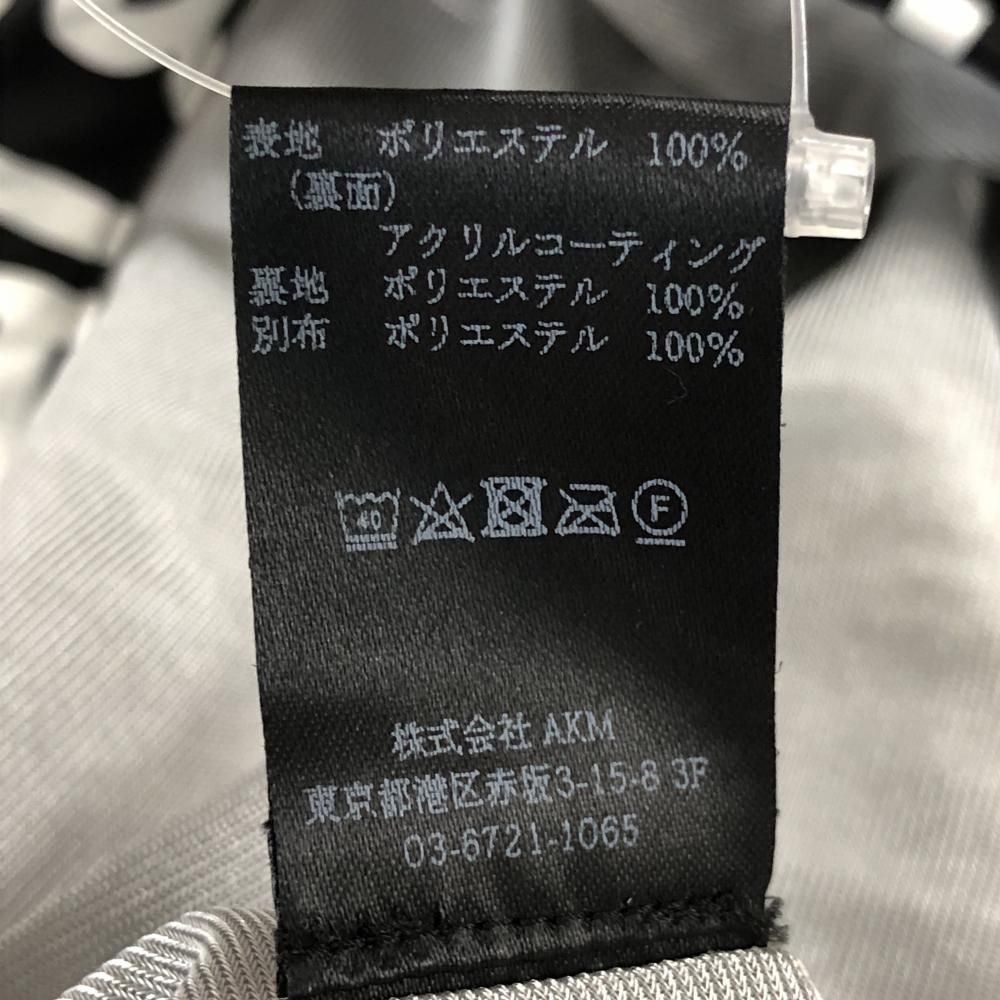 表地 ポリエステル 100%
(裏面)
アクリルコーティング
裏地 ポリエステル 100%
別布 ポリエステル 100%
40
F
株式会社 AKM
東京都港区赤坂3-15-8 3F
03-6721-1065